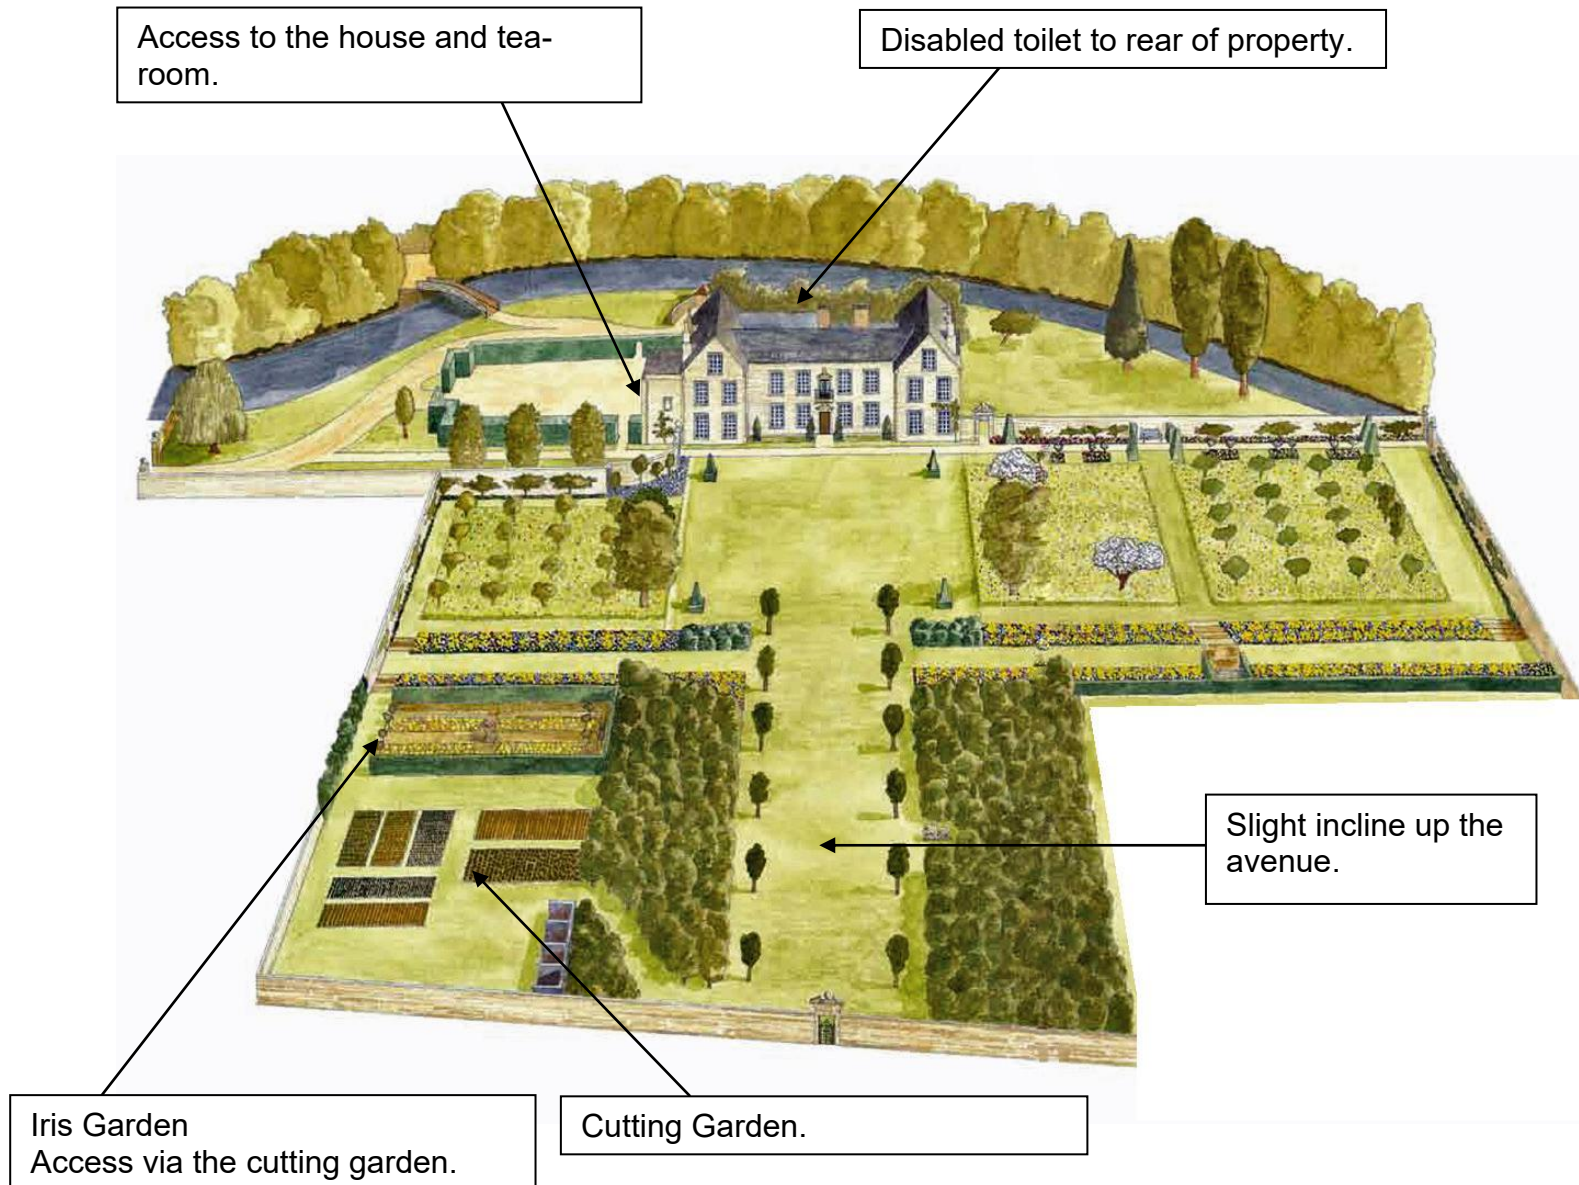 Access to the house and tea-
room.
Disabled toilet to rear of property.
Slight incline up the
avenue.
Iris Garden
Access via the cutting garden.
Cutting Garden.